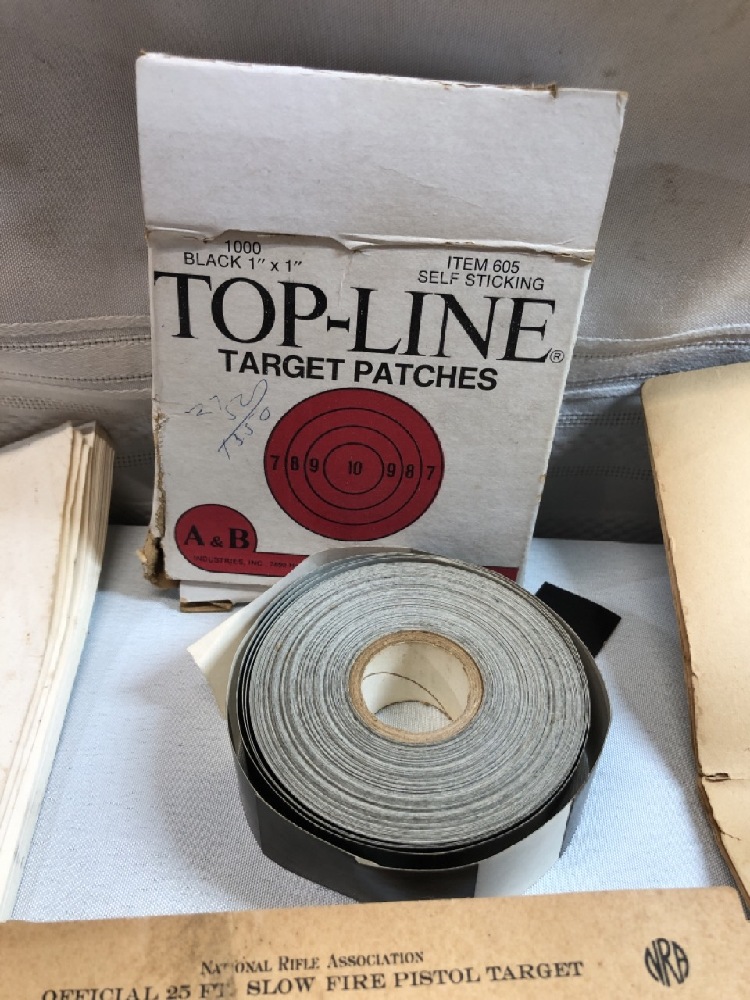 1000
BLACK 1" x 1"
ITEM 605
SELF STICKING
TOP-LINE®
TARGET PATCHES
7 8 9 10 9 8 7
A & B
INDUSTRIES, INC.
NATIONAL RIFLE ASSOCIATION
OFFICIAL 25 FT. SLOW FIRE PISTOL TARGET
NRA